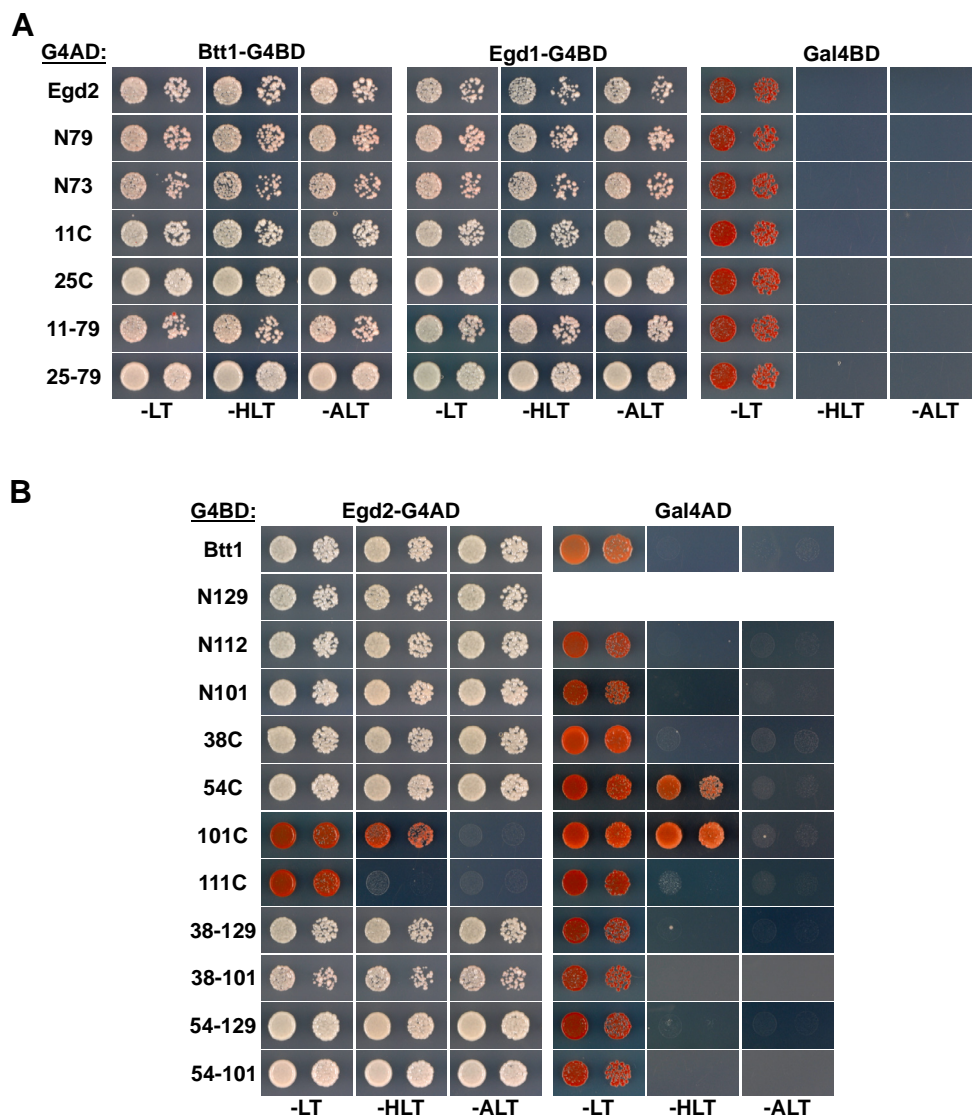 A
G4AD: Btt1-G4BD Egd1-G4BD Gal4BD
Egd2
N79
N73
11C
25C
11-79
25-79
-LT -HLT -ALT -LT -HLT -ALT -LT -HLT -ALT
B
G4BD: Egd2-G4AD Gal4AD
Btt1
N129
N112
N101
38C
54C
101C
111C
38-129
38-101
54-129
54-101
-LT -HLT -ALT -LT -HLT -ALT